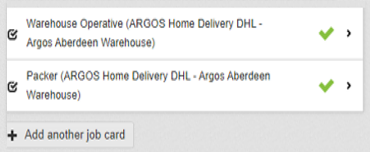 Warehouse Operative (ARGOS Home Delivery DHL -
Argos Aberdeen Warehouse)
Packer (ARGOS Home Delivery DHL - Argos Aberdeen
Warehouse)
Add another job card